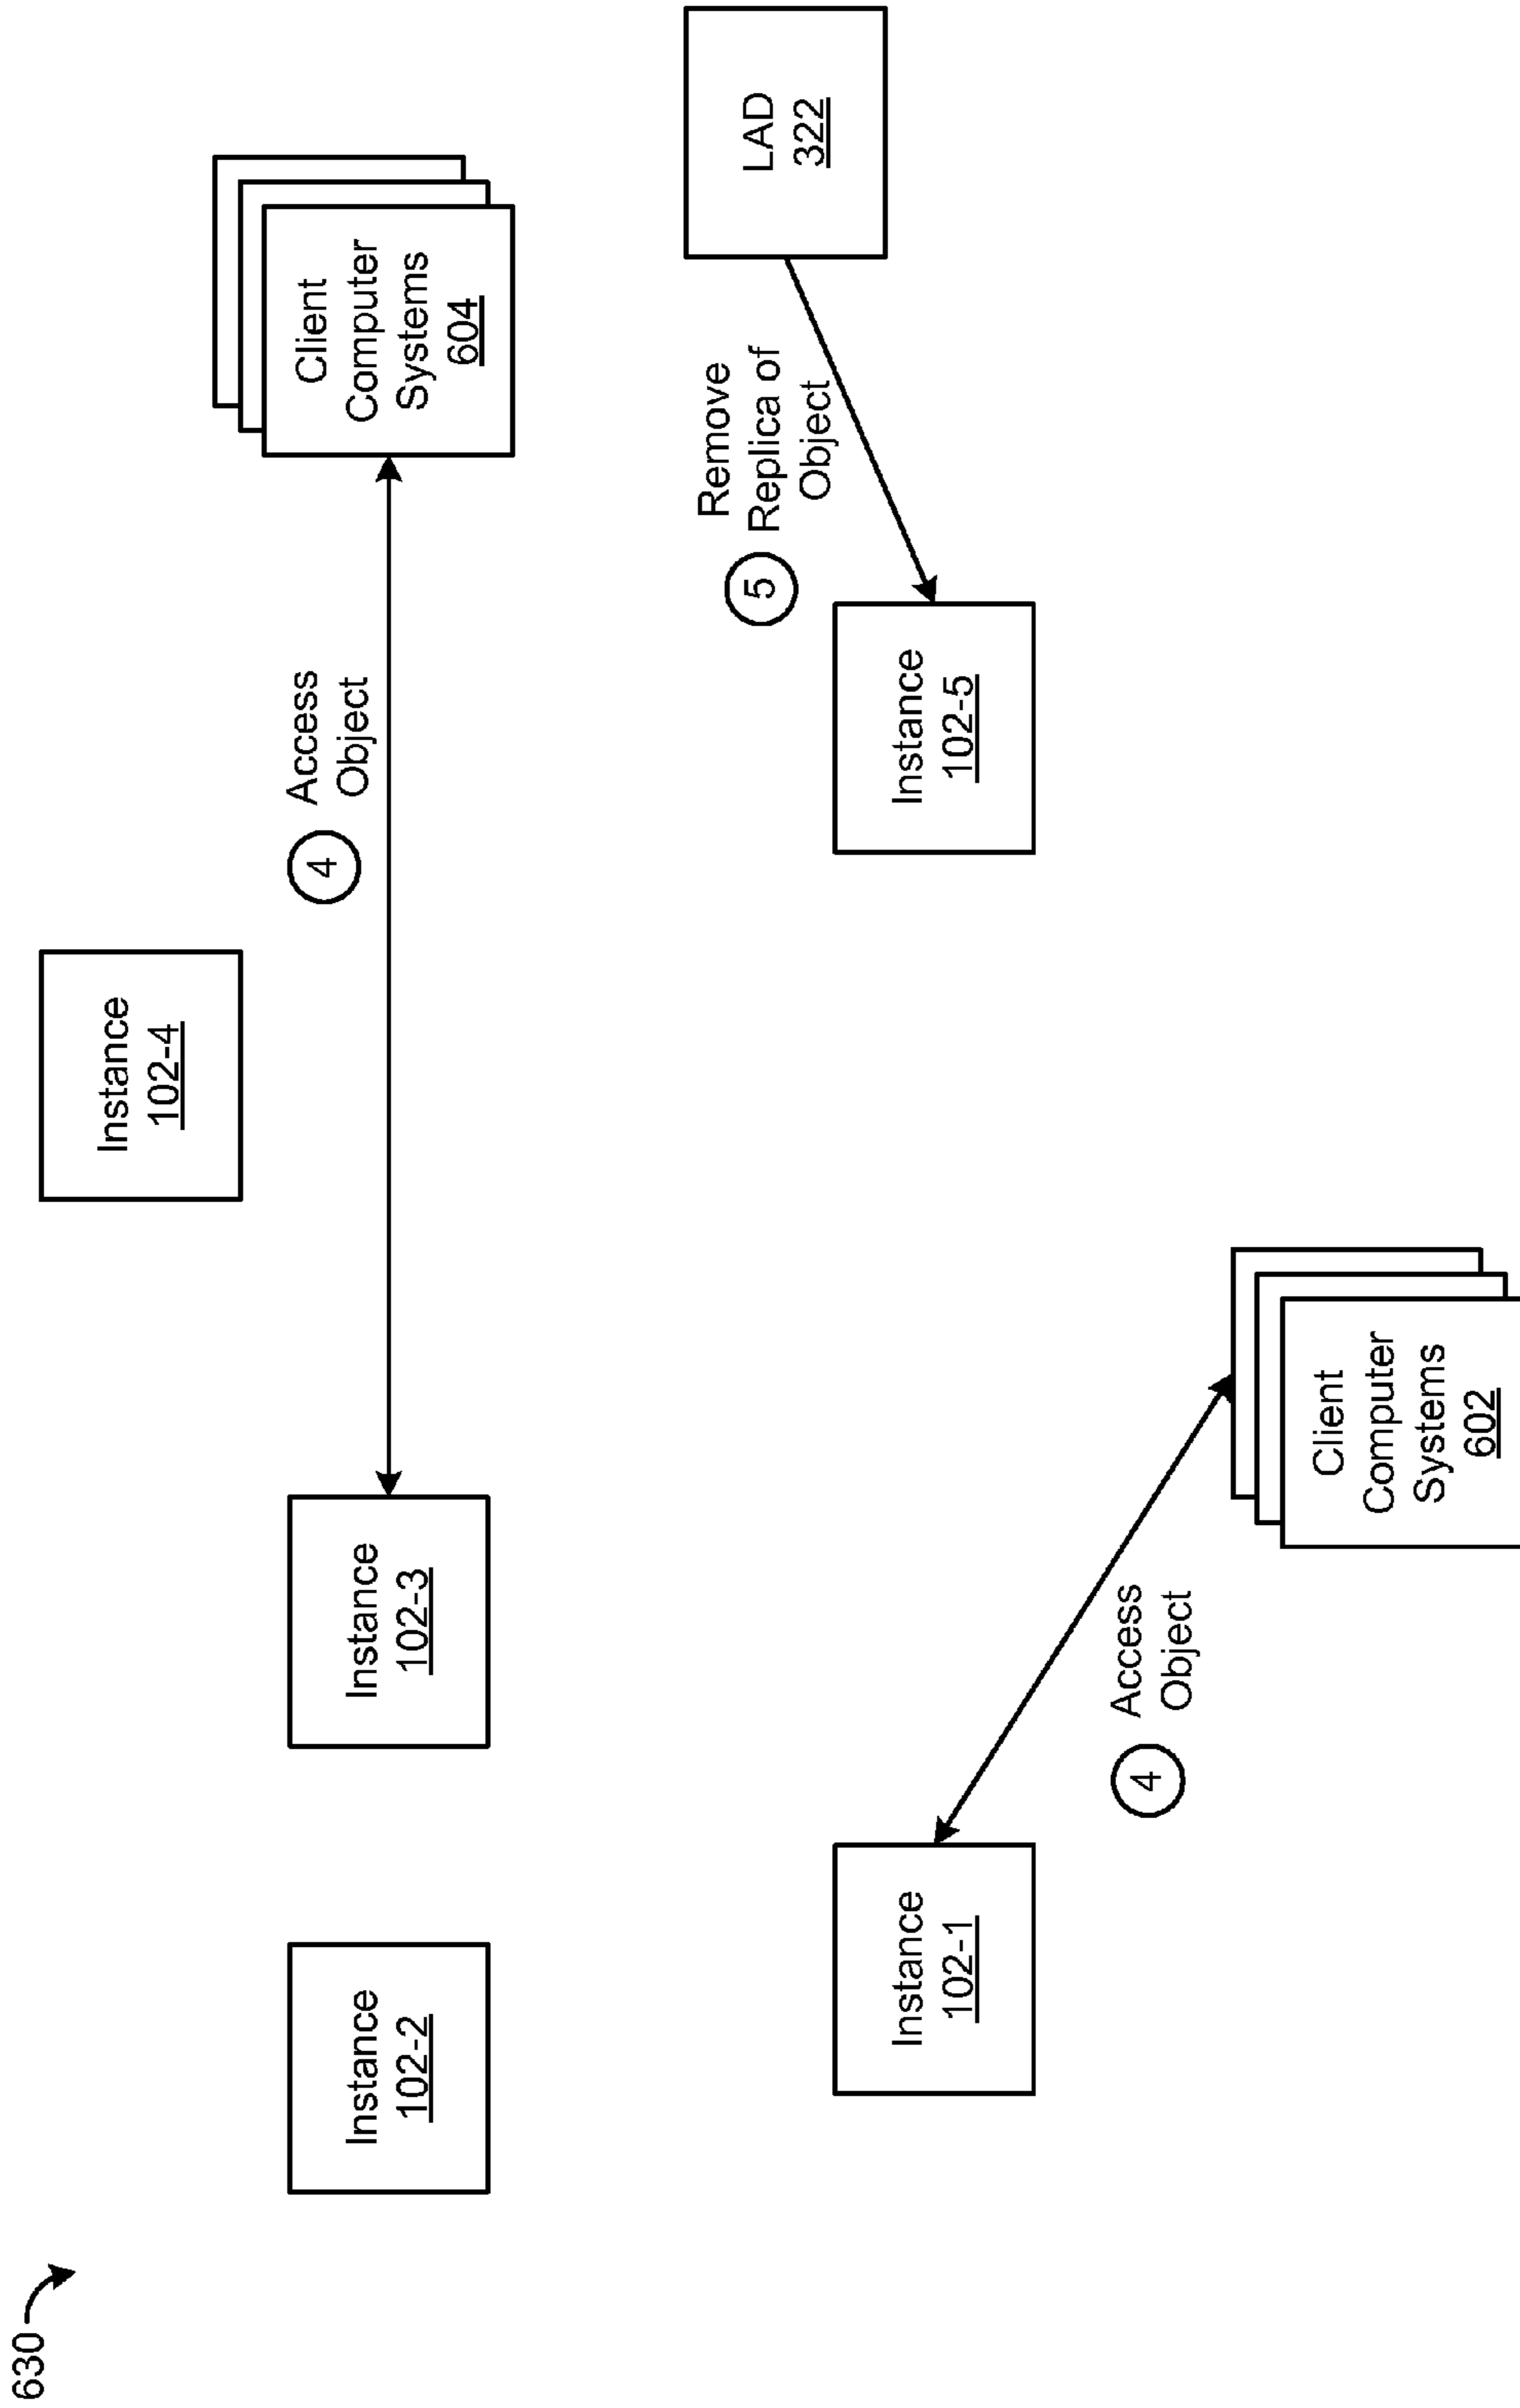 630
Instance
102-4
Instance
102-2
Instance
102-3
4
Access
Object
Client
Computer
Systems
604
LAD
322
5
Remove
Replica of
Object
Instance
102-1
Instance
102-5
4
Access
Object
Client
Computer
Systems
602